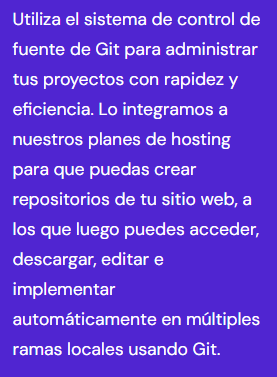 Utiliza el sistema de control de
fuente de Git para administrar
tus proyectos con rapidez y
eficiencia. Lo integramos a
nuestros planes de hosting
para que puedas crear
repositorios de tu sitio web, a
los que luego puedes acceder,
descargar, editar e
implementar
automáticamente en múltiples
ramas locales usando Git.